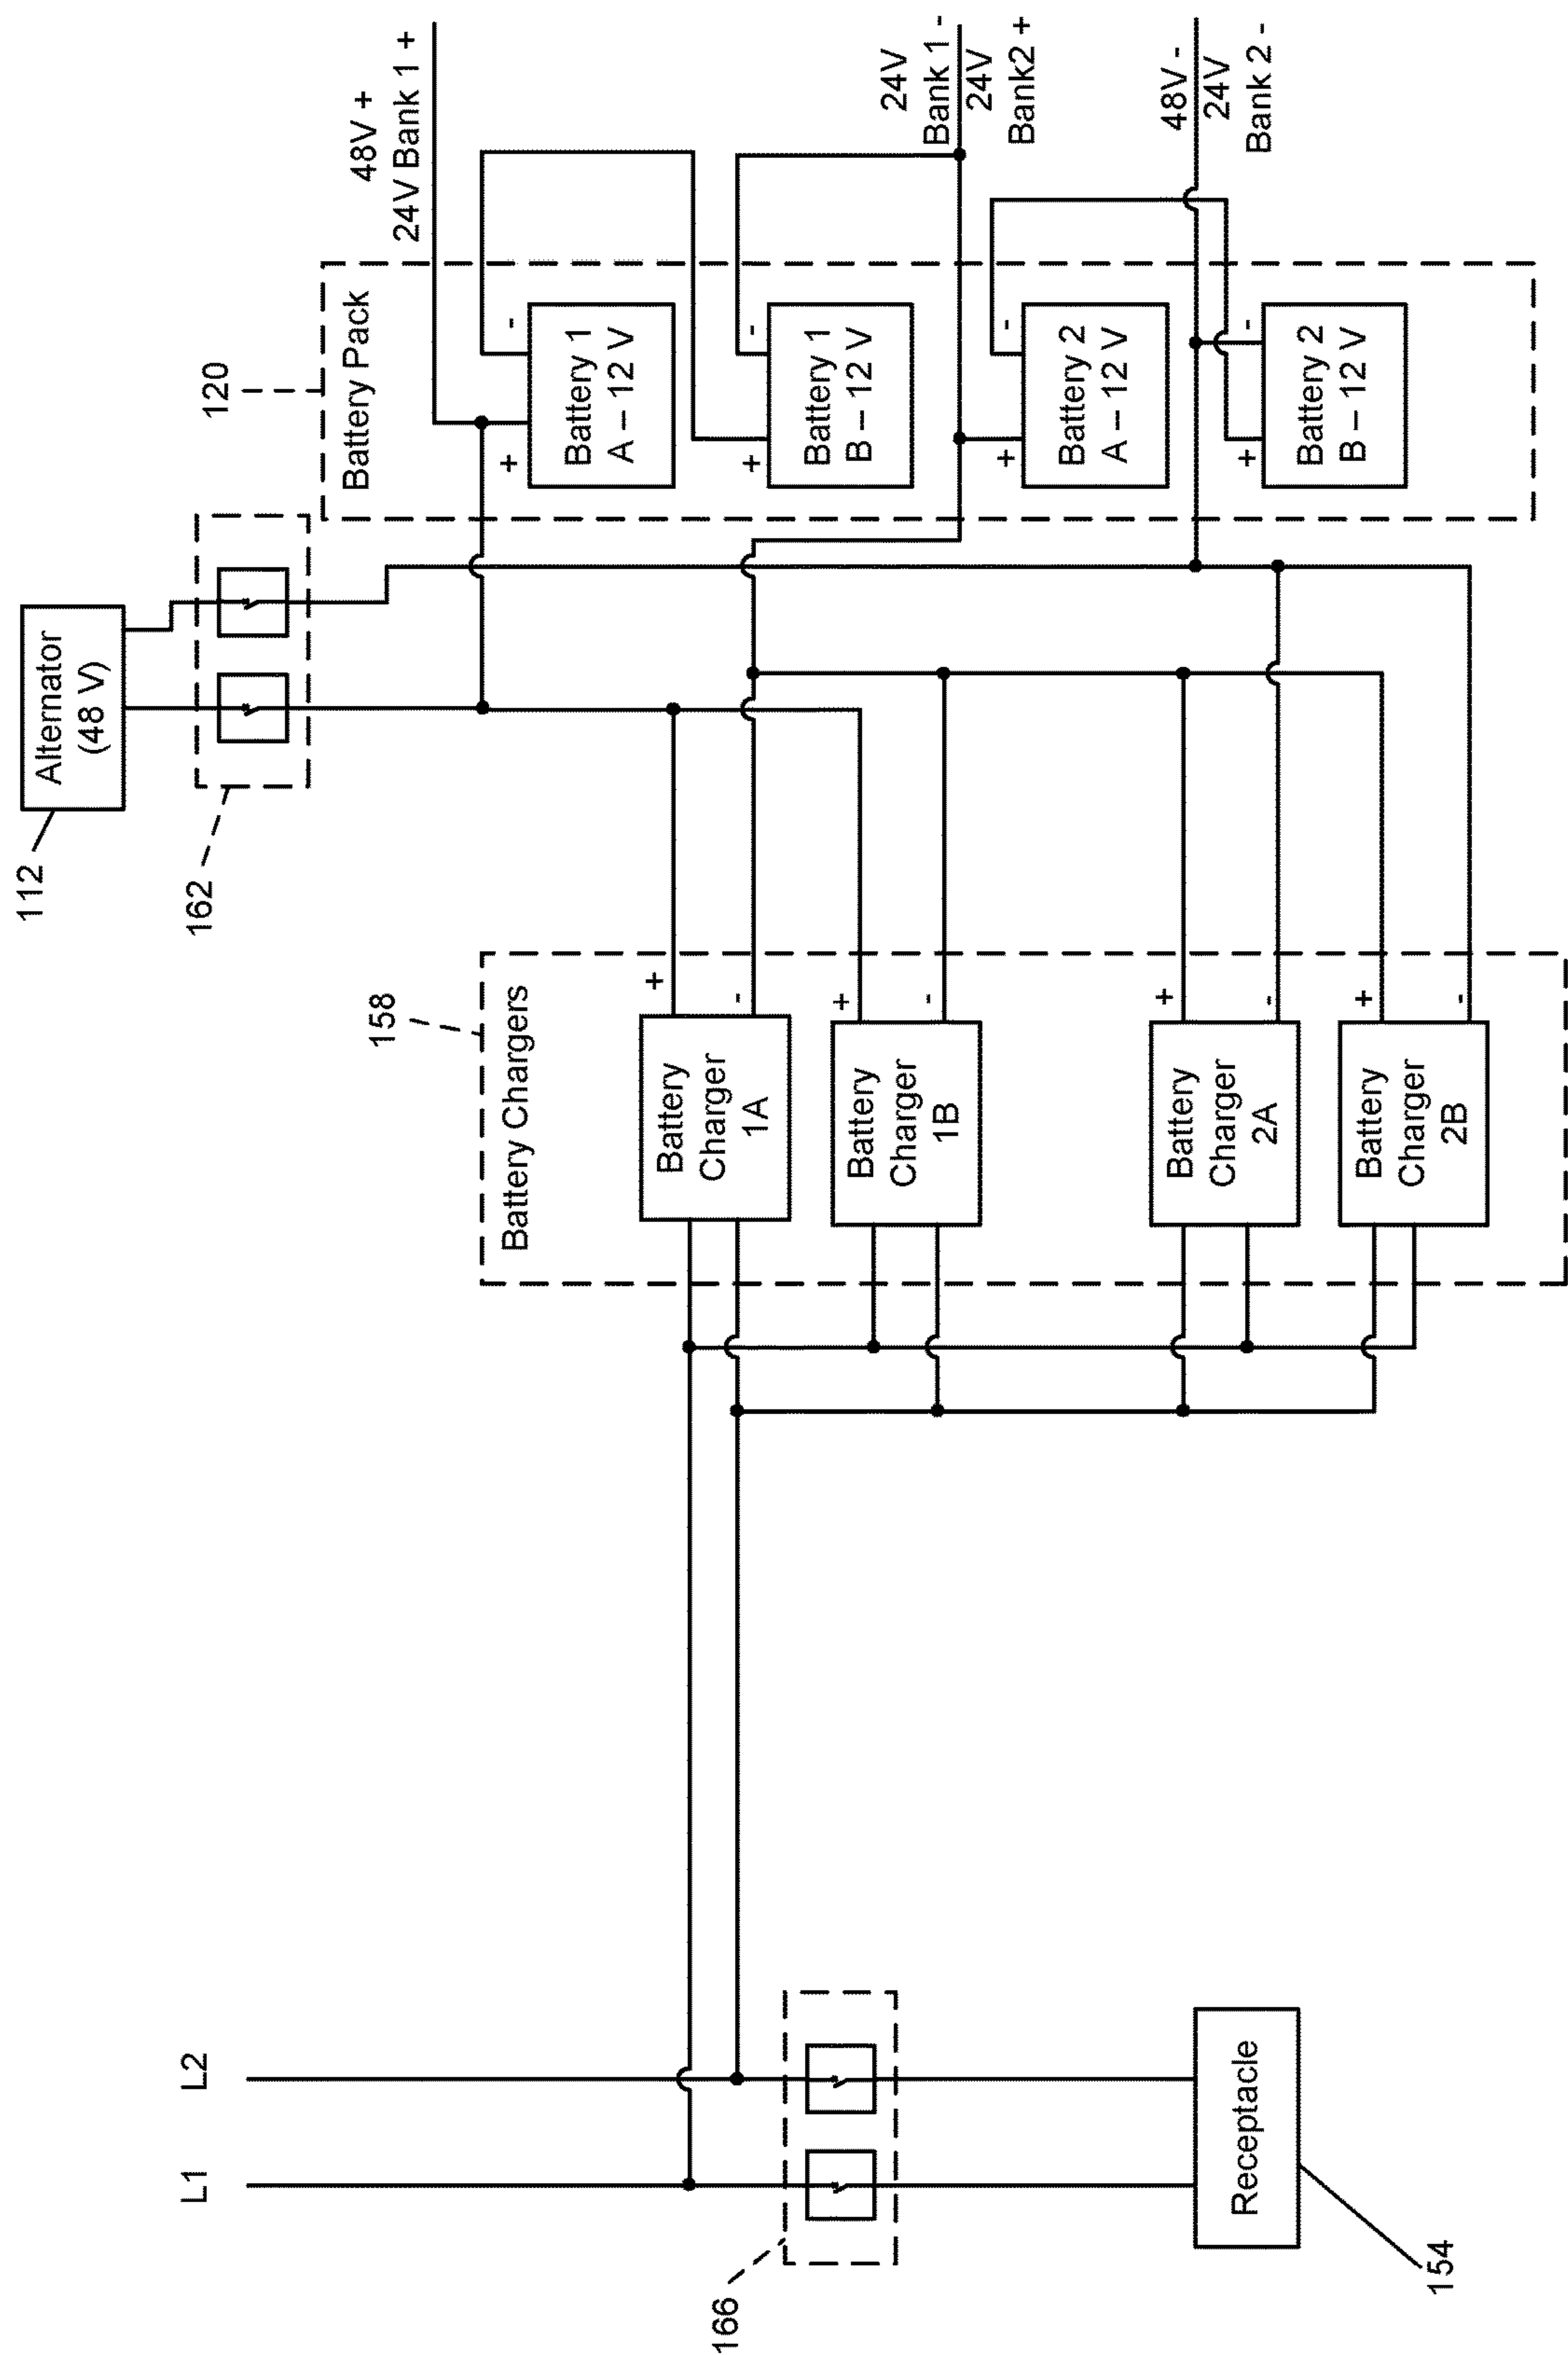 112
Alternator
(48 V)
162
120
Battery Pack
48V +
24V Bank 1 +
+
-
Battery 1
A – 12 V
+
-
Battery 1
B – 12 V
24V
Bank 1 -
24V
Bank2 +
+
-
Battery 2
A – 12 V
48V -
24V
Bank 2 -
+
-
Battery 2
B – 12 V
158
Battery Chargers
+
-
Battery
Charger
1A
+
-
Battery
Charger
1B
+
-
Battery
Charger
2A
+
-
Battery
Charger
2B
L2
L1
166
Receptacle
154